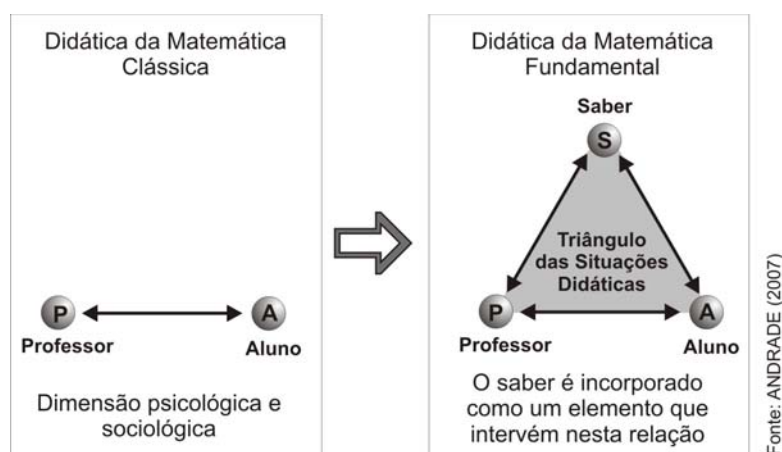 Didática da Matemática
Clássica
P
A
Professor
Aluno
Dimensão psicológica e
sociológica
Didática da Matemática
Fundamental
Saber
S
Triângulo
das Situações
Didáticas
P
A
Professor
Aluno
O saber é incorporado
como um elemento que
intervém nesta relação
Fonte: ANDRADE (2007)